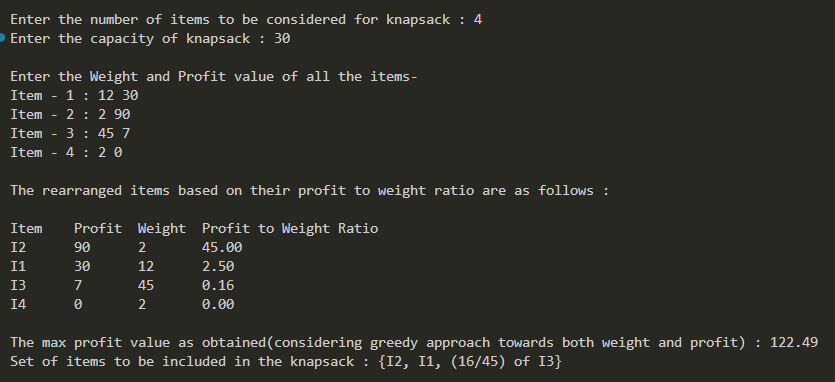 Enter the number of items to be considered for knapsack : 4
Enter the capacity of knapsack : 30
Enter the Weight and Profit value of all the items-
Item - 1 : 12 30
Item - 2 : 2 90
Item - 3 : 45 7
Item - 4 : 2 0
The rearranged items based on their profit to weight ratio are as follows :
Item Profit Weight Profit to Weight Ratio
I2 90 2 45.00
I1 30 12 2.50
I3 7 45 0.16
I4 0 2 0.00
The max profit value as obtained(considering greedy approach towards both weight and profit) : 122.49
Set of items to be included in the knapsack : {I2, I1, (16/45) of I3}